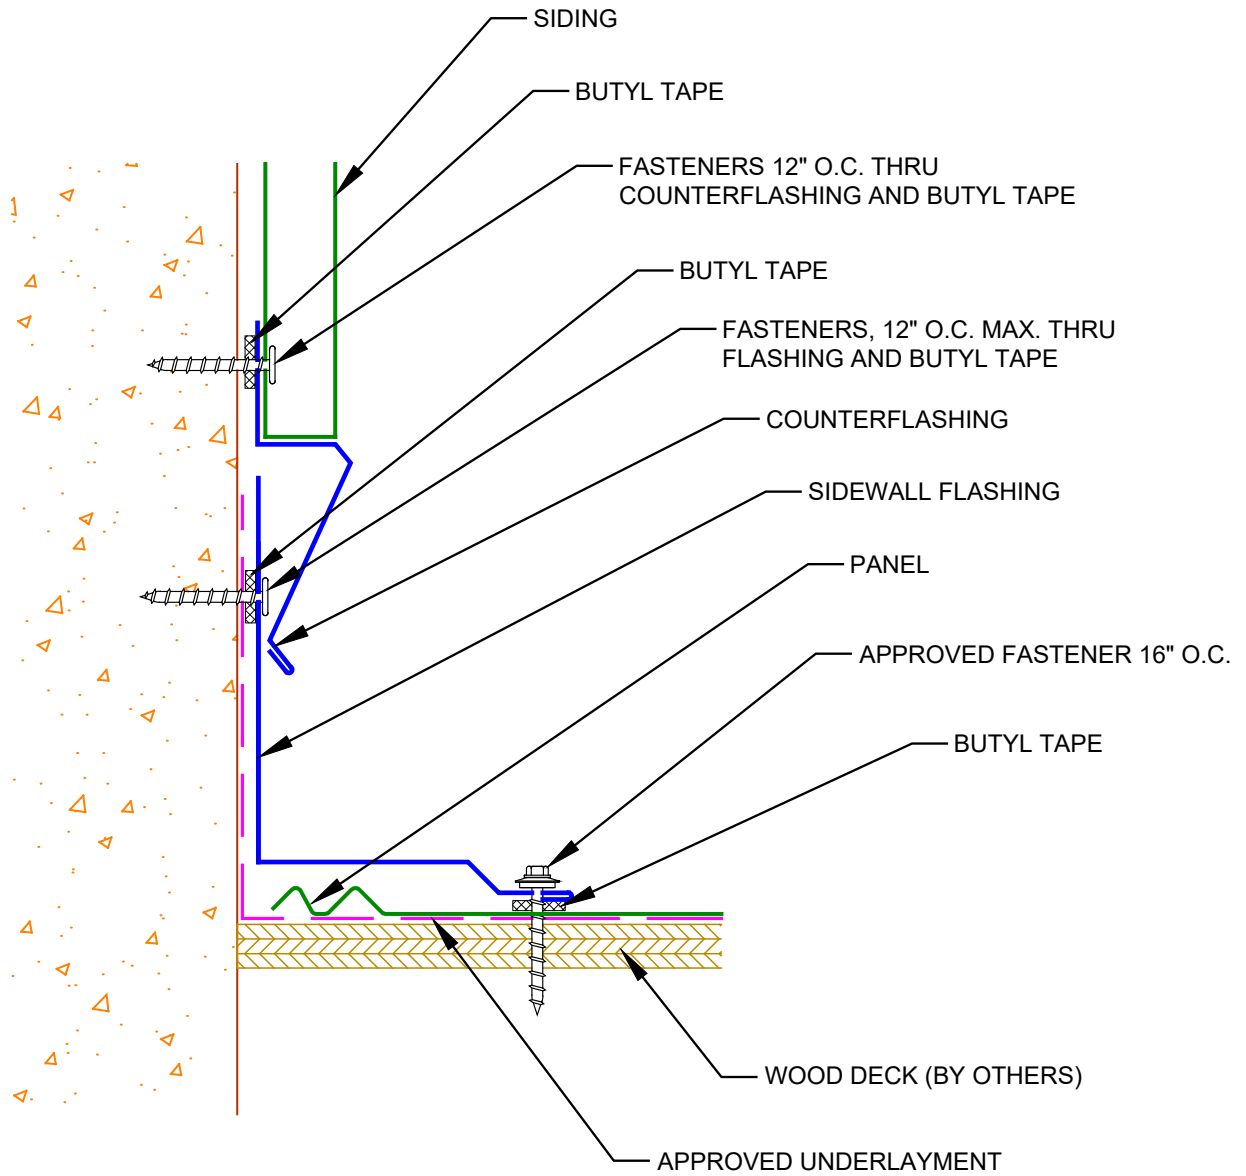 SIDING
BUTYL TAPE
FASTENERS 12" O.C. THRU
COUNTERFLASHING AND BUTYL TAPE
BUTYL TAPE
FASTENERS, 12" O.C. MAX. THRU
FLASHING AND BUTYL TAPE
COUNTERFLASHING
SIDEWALL FLASHING
PANEL
APPROVED FASTENER 16" O.C.
BUTYL TAPE
WOOD DECK (BY OTHERS)
APPROVED UNDERLAYMENT